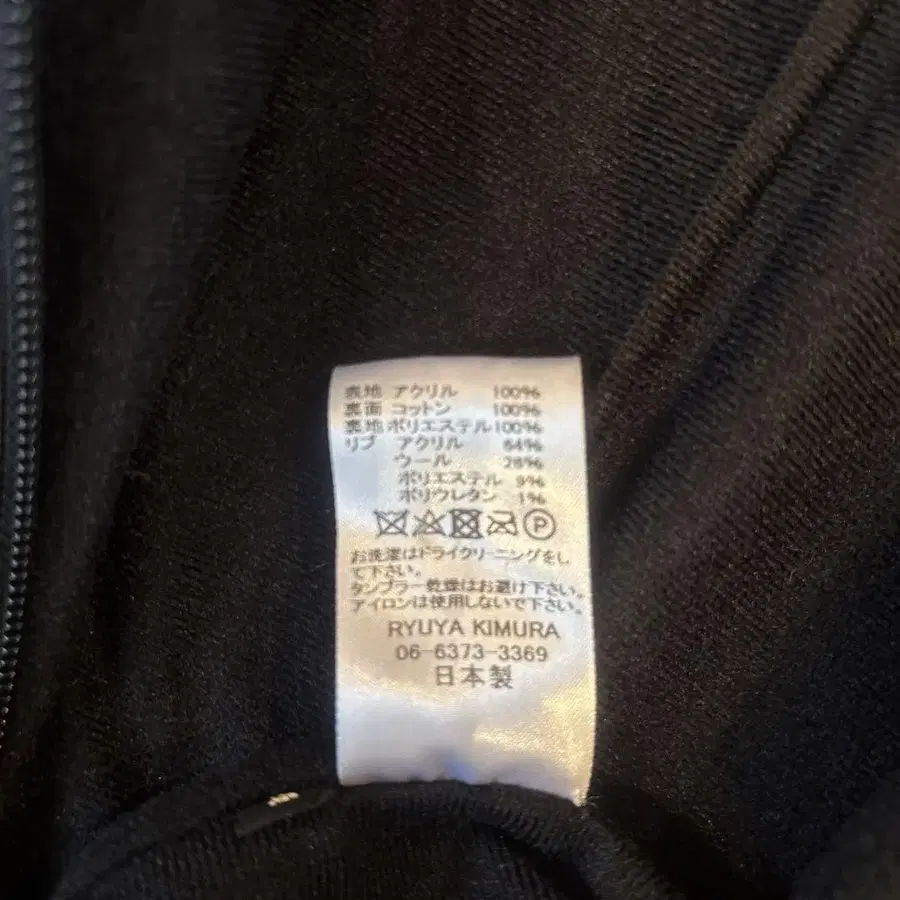 表地 アクリル 100%
裏面 コットン 100%
裏地 ポリエステル 100%
リブ アクリル 64%
ウール 28%
ポリエステル 9%
ポリウレタン 1%
P
お洗濯はドライクリーニングをし
て下さい。
タンブラー乾燥はお避け下さい。
アイロンは使用しないで下さい。
RYUYA KIMURA
06-6373-3369
日本製